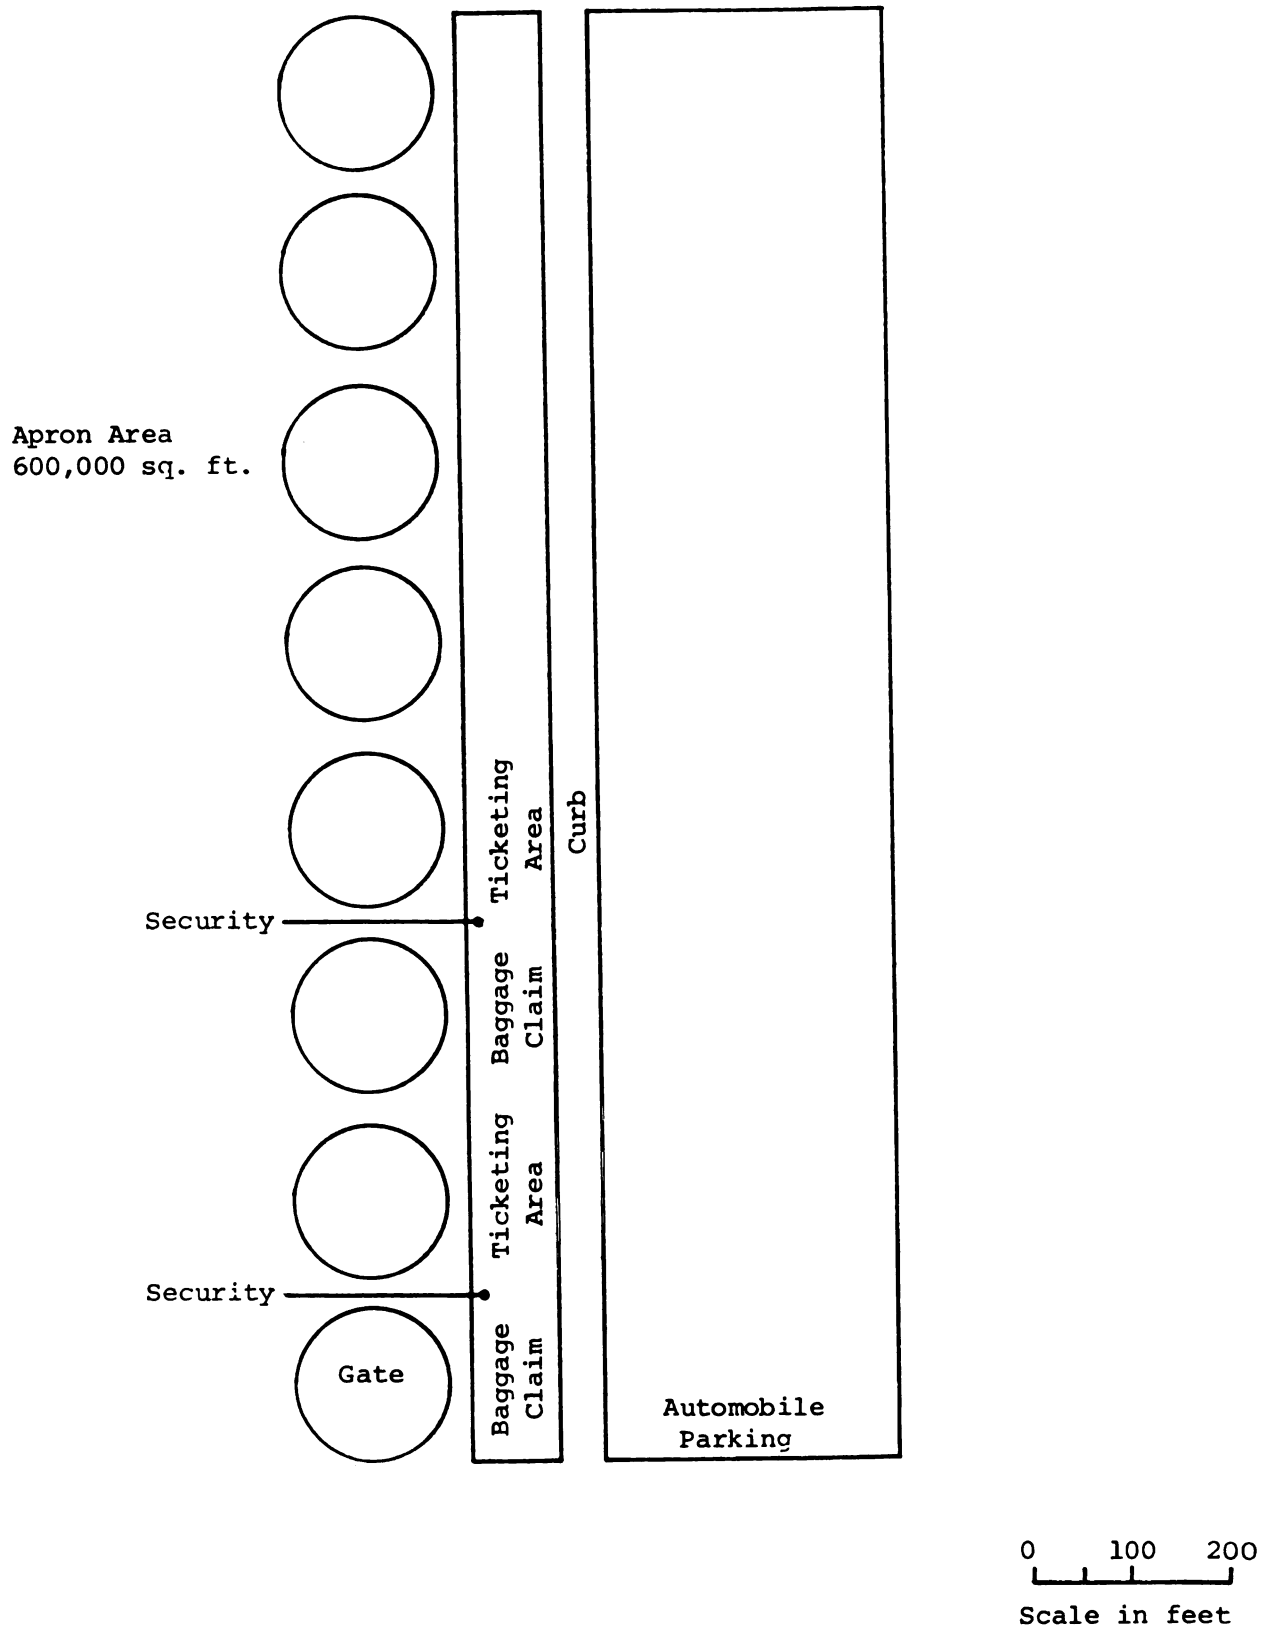 Apron Area
600,000 sq. ft.
Ticketing
Area
Curb
Security
Baggage
Claim
Ticketing
Area
Security
Gate
Baggage
Claim
Automobile
Parking
0 100 200
Scale in feet